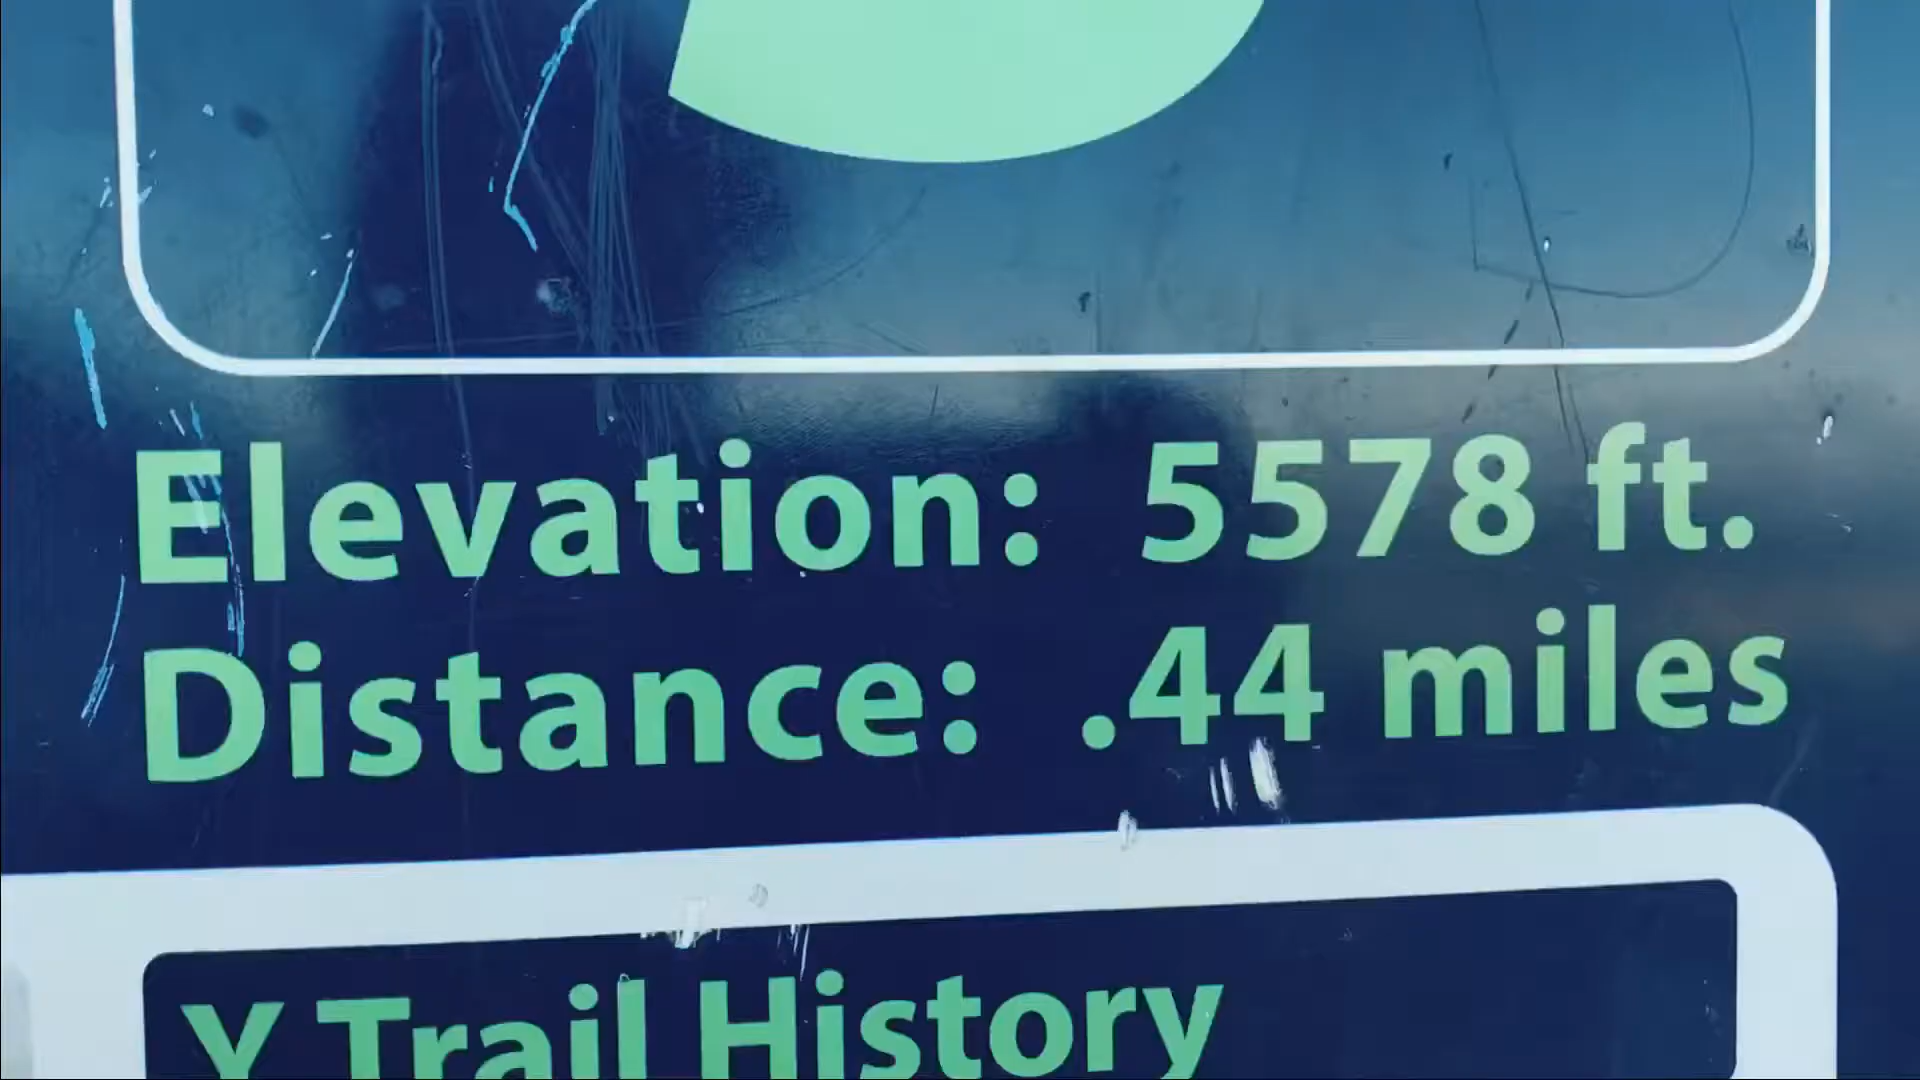 Elevation: 5578 ft.
Distance: .44 miles
Y Trail History